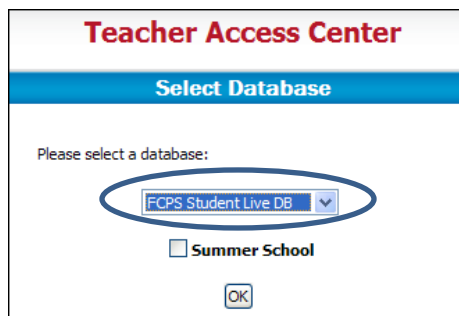 Teacher Access Center
Select Database
Please select a database:
FCPS Student Live DB
Summer School
OK